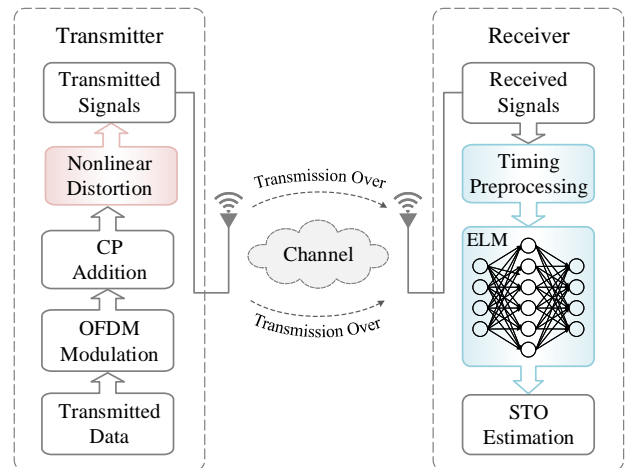 Transmitter
Transmitted
Signals
Nonlinear
Distortion
CP
Addition
OFDM
Modulation
Transmitted
Data
Transmission Over
Channel
Transmission Over
Receiver
Received
Signals
Timing
Preprocessing
ELM
STO
Estimation